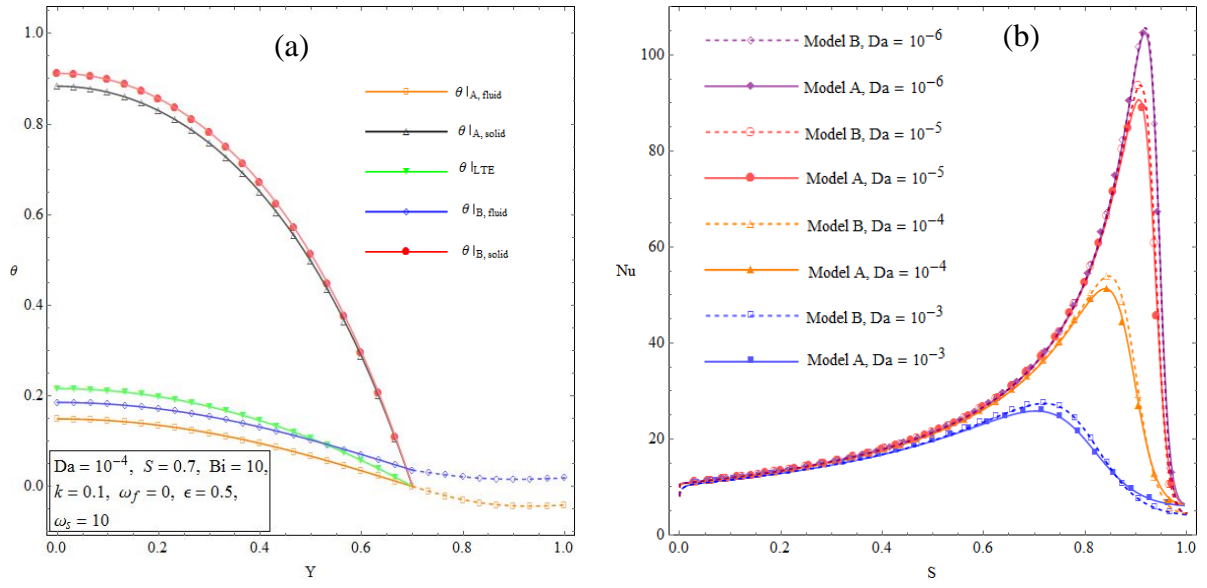 (a)
1.0
0.8
0.6
0.4
0.2
0.0
θ
θ|A, fluid
θ|A, solid
θ|LTE
θ|B, fluid
θ|B, solid
Da = 10⁻⁴, S = 0.7, Bi = 10,
k = 0.1, ω_f = 0, ϵ = 0.5,
ω_s = 10
0.0 0.2 0.4 0.6 0.8 1.0
Y
(b)
100
80
60
40
20
0
Nu
Model B, Da = 10⁻⁶
Model A, Da = 10⁻⁶
Model B, Da = 10⁻⁵
Model A, Da = 10⁻⁵
Model B, Da = 10⁻⁴
Model A, Da = 10⁻⁴
Model B, Da = 10⁻³
Model A, Da = 10⁻³
0.0 0.2 0.4 0.6 0.8 1.0
S